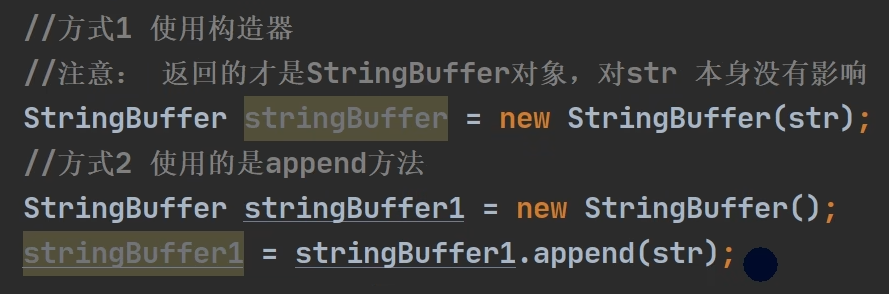 //方式1 使用构造器
//注意： 返回的才是StringBuffer对象，对str 本身没有影响
StringBuffer stringBuffer = new StringBuffer(str);
//方式2 使用的是append方法
StringBuffer stringBuffer1 = new StringBuffer();
stringBuffer1 = stringBuffer1.append(str);